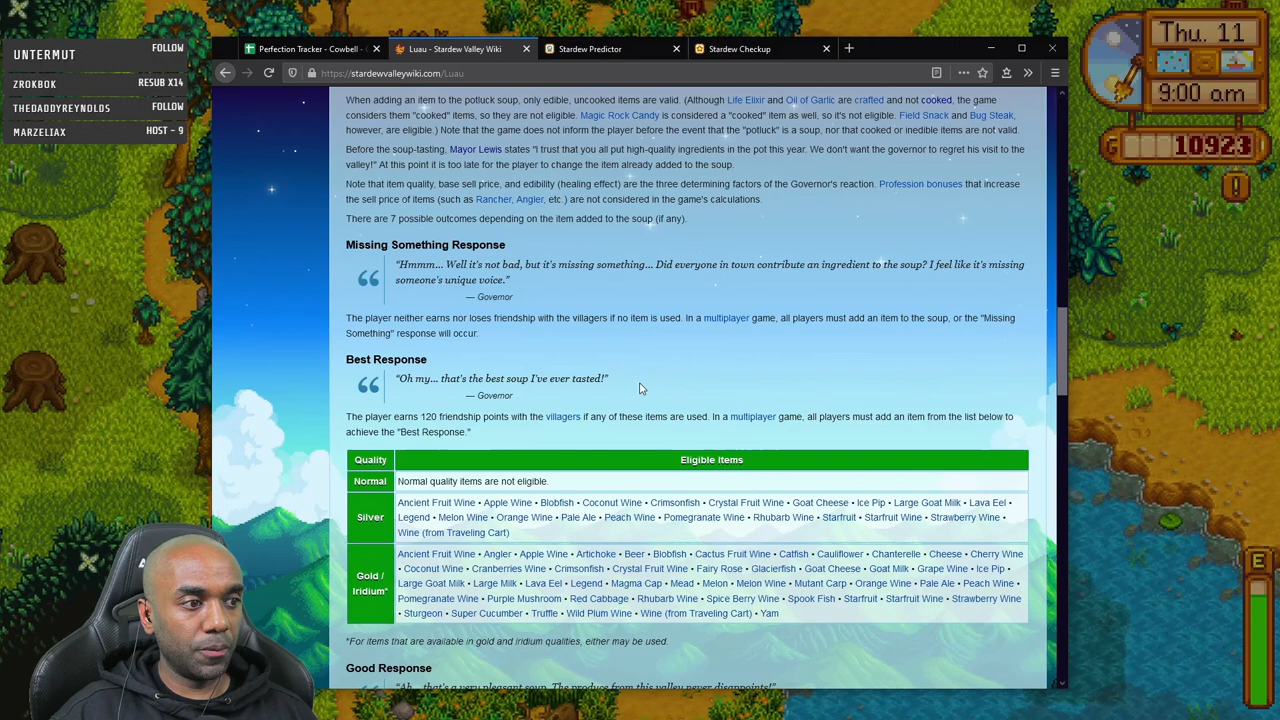 UNTERMUT FOLLOW
ZROKBOK RESUB X14
THEDADDYREYNOLDS FOLLOW
MARZELIAX HOST - 9
Perfection Tracker - Cowbell - 
Luau - Stardew Valley Wiki
Stardew Predictor
Stardew Checkup
https://stardewvalleywiki.com/Luau
Thu. 11
9:00 am
10923
When adding an item to the potluck soup, only edible, uncooked items are valid. (Although Life Elixir and Oil of Garlic are crafted and not cooked, the game
considers them "cooked" items, so they are not eligible. Magic Rock Candy is considered a "cooked" item as well, so it's not eligible. Field Snack and Bug Steak,
however, are eligible.) Note that the game does not inform the player before the event that the "potluck" is a soup, nor that cooked or inedible items are not valid.
Before the soup-tasting, Mayor Lewis states "I trust that you all put high-quality ingredients in the pot this year. We don't want the governor to regret his visit to the
valley!" At this point it is too late for the player to change the item already added to the soup.
Note that item quality, base sell price, and edibility (healing effect) are the three determining factors of the Governor's reaction. Profession bonuses that increase
the sell price of items (such as Rancher, Angler, etc.) are not considered in the game's calculations.
There are 7 possible outcomes depending on the item added to the soup (if any).
Missing Something Response
“Hmmm... Well it's not bad, but it's missing something... Did everyone in town contribute an ingredient to the soup? I feel like it's missing
someone's unique voice.”
— Governor
The player neither earns nor loses friendship with the villagers if no item is used. In a multiplayer game, all players must add an item to the soup, or the "Missing
Something" response will occur.
Best Response
“Oh my... that's the best soup I've ever tasted!”
— Governor
The player earns 120 friendship points with the villagers if any of these items are used. In a multiplayer game, all players must add an item from the list below to
achieve the "Best Response."
Quality Eligible Items
Normal Normal quality items are not eligible.
Silver
Ancient Fruit Wine • Apple Wine • Blobfish • Coconut Wine • Crimsonfish • Crystal Fruit Wine • Goat Cheese • Ice Pip • Large Goat Milk • Lava Eel •
Legend • Melon Wine • Orange Wine • Pale Ale • Peach Wine • Pomegranate Wine • Rhubarb Wine • Starfruit • Starfruit Wine • Strawberry Wine •
Wine (from Traveling Cart)
Gold / Iridium*
Ancient Fruit Wine • Angler • Apple Wine • Artichoke • Beer • Blobfish • Cactus Fruit Wine • Catfish • Cauliflower • Chanterelle • Cheese • Cherry Wine
• Coconut Wine • Cranberries Wine • Crimsonfish • Crystal Fruit Wine • Fairy Rose • Glacierfish • Goat Cheese • Goat Milk • Grape Wine • Ice Pip •
Large Goat Milk • Large Milk • Lava Eel • Legend • Magma Cap • Mead • Melon • Melon Wine • Mutant Carp • Orange Wine • Pale Ale • Peach Wine •
Pomegranate Wine • Purple Mushroom • Red Cabbage • Rhubarb Wine • Spice Berry Wine • Spook Fish • Starfruit • Starfruit Wine • Strawberry Wine
• Sturgeon • Super Cucumber • Truffle • Wild Plum Wine • Wine (from Traveling Cart) • Yam
*For items that are available in gold and iridium qualities, either may be used.
Good Response
“Ah... that's a very pleasant soup. The produce from this valley never disappoints!”
E